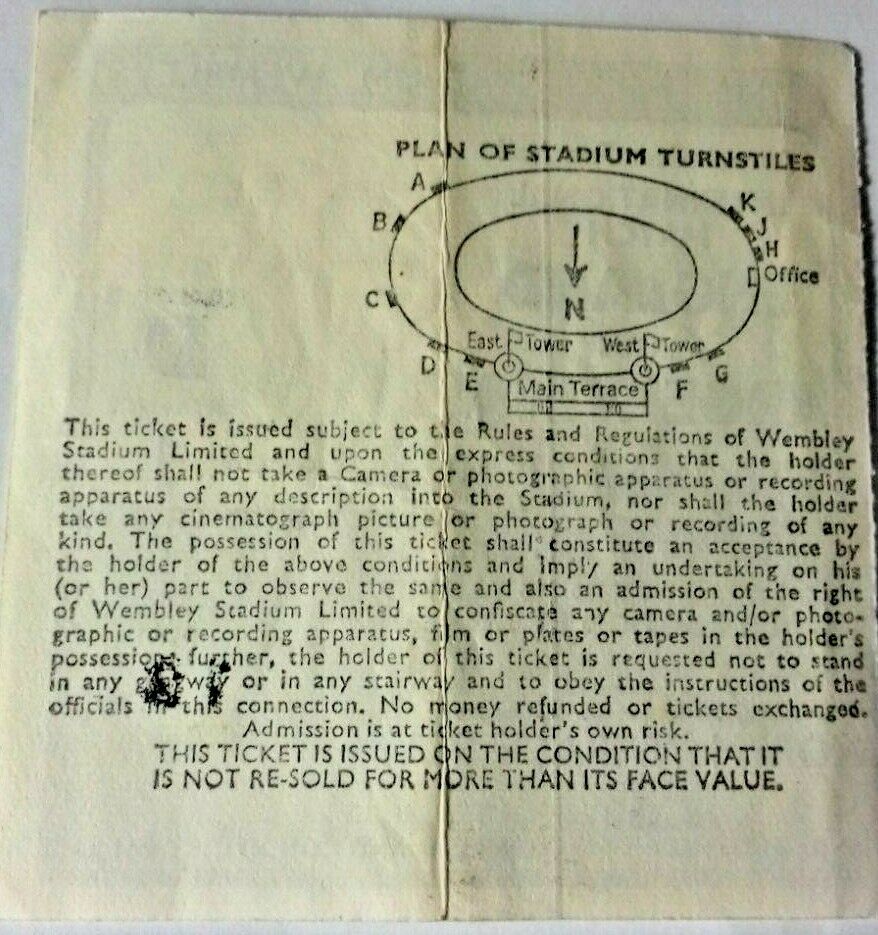 PLAN OF STADIUM TURNSTILES
A
K
B
J
H
Office
C
N
East Tower West Tower
D
E
F
G
Main Terrace
This ticket is issued subject to the Rules and Regulations of Wembley
Stadium Limited and upon the express conditions that the holder
thereof shall not take a Camera or photographic apparatus or recording
apparatus of any description into the Stadium, nor shall the holder
take any cinematograph picture or photograph or recording of any
kind. The possession of this ticket shall constitute an acceptance by
the holder of the above conditions and imply an undertaking on his
(or her) part to observe the same and also an admission of the right
of Wembley Stadium Limited to confiscate any camera and/or photo-
graphic or recording apparatus, film or plates or tapes in the holder's
possession; further, the holder of this ticket is requested not to stand
in any gangway or in any stairway and to obey the instructions of the
officials in this connection. No money refunded or tickets exchanged.
Admission is at ticket holder's own risk.
THIS TICKET IS ISSUED ON THE CONDITION THAT IT
IS NOT RE-SOLD FOR MORE THAN ITS FACE VALUE.